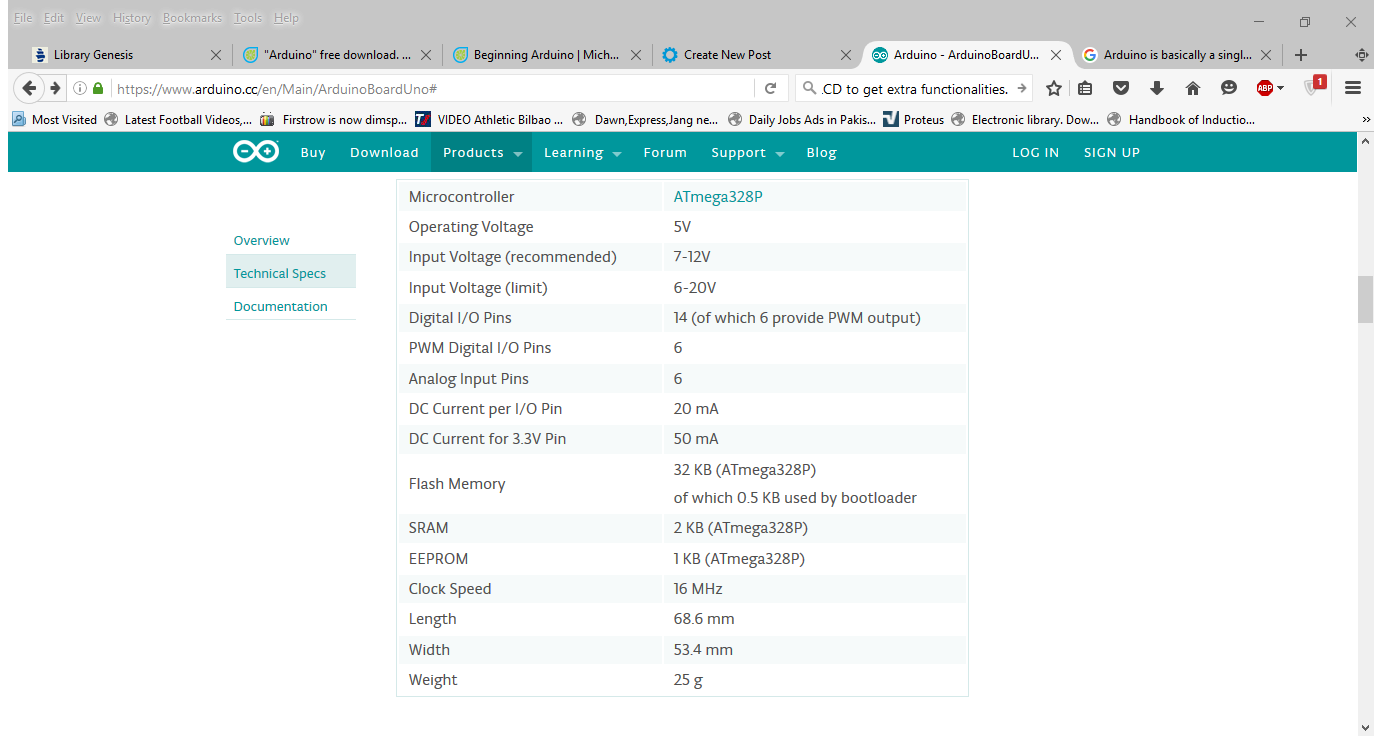 File Edit View History Bookmarks Tools Help
Library Genesis "Arduino" free download. ... Beginning Arduino | Mich... Create New Post Arduino - ArduinoBoardU... Arduino is basically a singl...
https://www.arduino.cc/en/Main/ArduinoBoardUno# .CD to get extra functionalities. ABP 1
Most Visited Latest Football Videos,... Firstrow is now dimsp... VIDEO Athletic Bilbao ... Dawn,Express,Jang ne... Daily Jobs Ads in Pakis... Proteus Electronic library. Dow... Handbook of Inductio...
Buy Download Products Learning Forum Support Blog LOG IN SIGN UP
Overview
Technical Specs
Documentation
Microcontroller ATmega328P
Operating Voltage 5V
Input Voltage (recommended) 7-12V
Input Voltage (limit) 6-20V
Digital I/O Pins 14 (of which 6 provide PWM output)
PWM Digital I/O Pins 6
Analog Input Pins 6
DC Current per I/O Pin 20 mA
DC Current for 3.3V Pin 50 mA
Flash Memory 32 KB (ATmega328P)
of which 0.5 KB used by bootloader
SRAM 2 KB (ATmega328P)
EEPROM 1 KB (ATmega328P)
Clock Speed 16 MHz
Length 68.6 mm
Width 53.4 mm
Weight 25 g